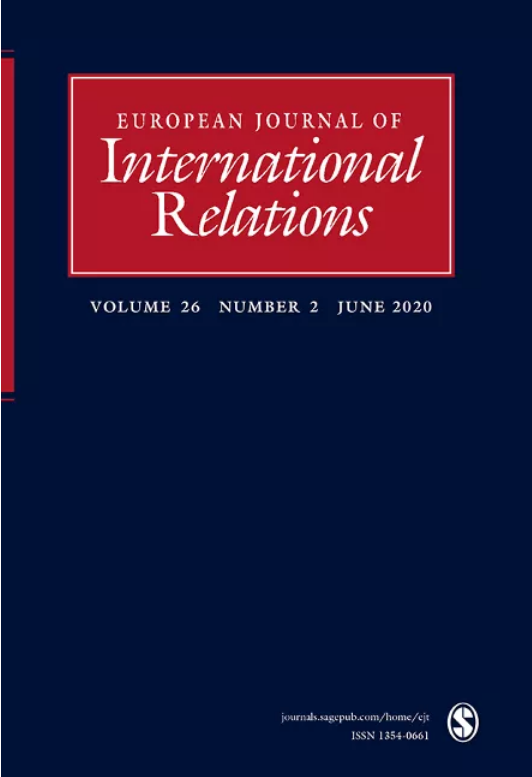 EUROPEAN JOURNAL OF
International
Relations
VOLUME 26 NUMBER 2 JUNE 2020
journals.sagepub.com/home/ejt
ISSN 1354-0661
S